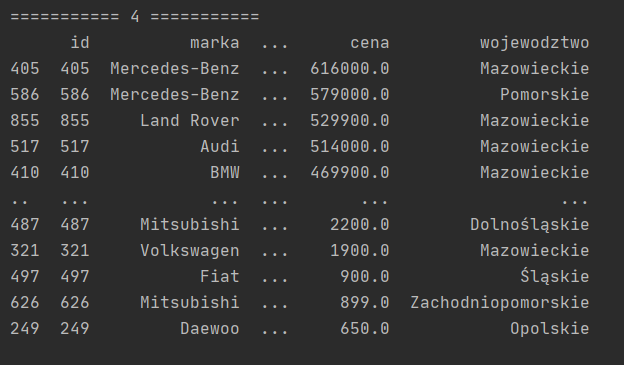 =========== 4 ===========
id marka ... cena wojewodztwo
405 405 Mercedes-Benz ... 616000.0 Mazowieckie
586 586 Mercedes-Benz ... 579000.0 Pomorskie
855 855 Land Rover ... 529900.0 Mazowieckie
517 517 Audi ... 514000.0 Mazowieckie
410 410 BMW ... 469900.0 Mazowieckie
.. ... ... ... ... ...
487 487 Mitsubishi ... 2200.0 Dolnośląskie
321 321 Volkswagen ... 1900.0 Mazowieckie
497 497 Fiat ... 900.0 Śląskie
626 626 Mitsubishi ... 899.0 Zachodniopomorskie
249 249 Daewoo ... 650.0 Opolskie